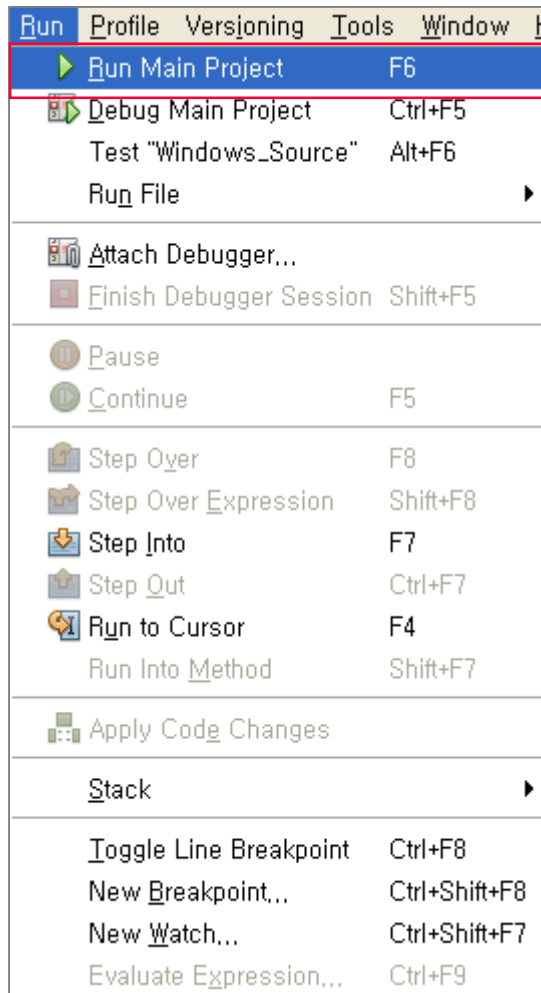 Run Profile Versioning Tools Window
Run Main Project F6
Debug Main Project Ctrl+F5
Test "Windows_Source" Alt+F6
Run File
Attach Debugger...
Finish Debugger Session Shift+F5
Pause
Continue F5
Step Over F8
Step Over Expression Shift+F8
Step Into F7
Step Out Ctrl+F7
Run to Cursor F4
Run Into Method Shift+F7
Apply Code Changes
Stack
Toggle Line Breakpoint Ctrl+F8
New Breakpoint... Ctrl+Shift+F8
New Watch... Ctrl+Shift+F7
Evaluate Expression... Ctrl+F9